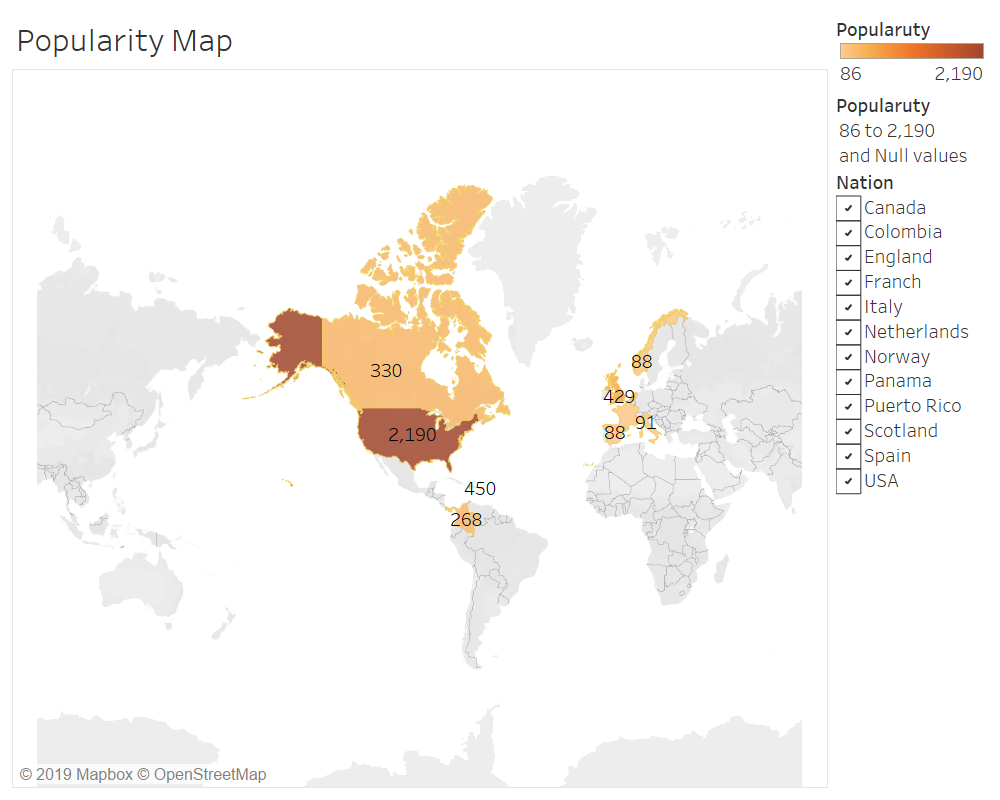 Popularity Map
330
2,190
450
268
88
429
91
88
© 2019 Mapbox © OpenStreetMap
Popularuty
86 2,190
Popularuty
86 to 2,190
and Null values
Nation
Canada
Colombia
England
Franch
Italy
Netherlands
Norway
Panama
Puerto Rico
Scotland
Spain
USA